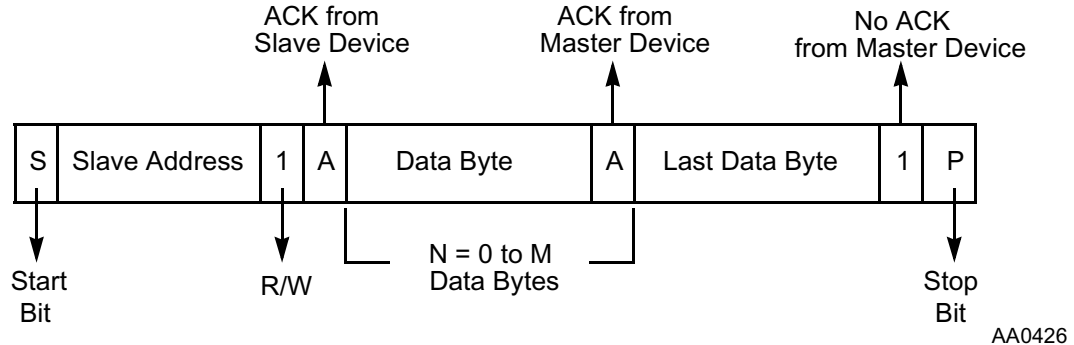 ACK from
Slave Device
ACK from
Master Device
No ACK
from Master Device
S Slave Address 1 A Data Byte A Last Data Byte 1 P
Start
Bit
R/W
N = 0 to M
Data Bytes
Stop
Bit
AA0426